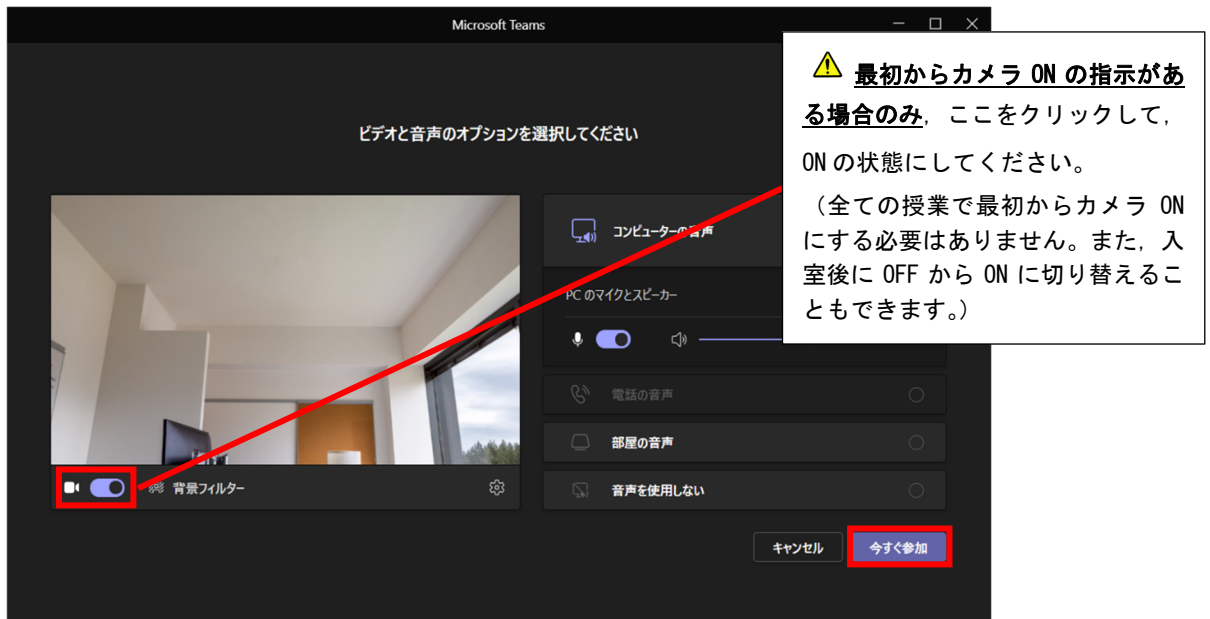 Microsoft Teams
最初からカメラ ON の指示があ
る場合のみ，ここをクリックして，
ON の状態にしてください。
（全ての授業で最初からカメラ ON
にする必要はありません。また，入
室後に OFF から ON に切り替えるこ
ともできます。）
ビデオと音声のオプションを選択してください
コンピューターの音声
PC のマイクとスピーカー
電話の音声
部屋の音声
背景フィルター
音声を使用しない
キャンセル
今すぐ参加